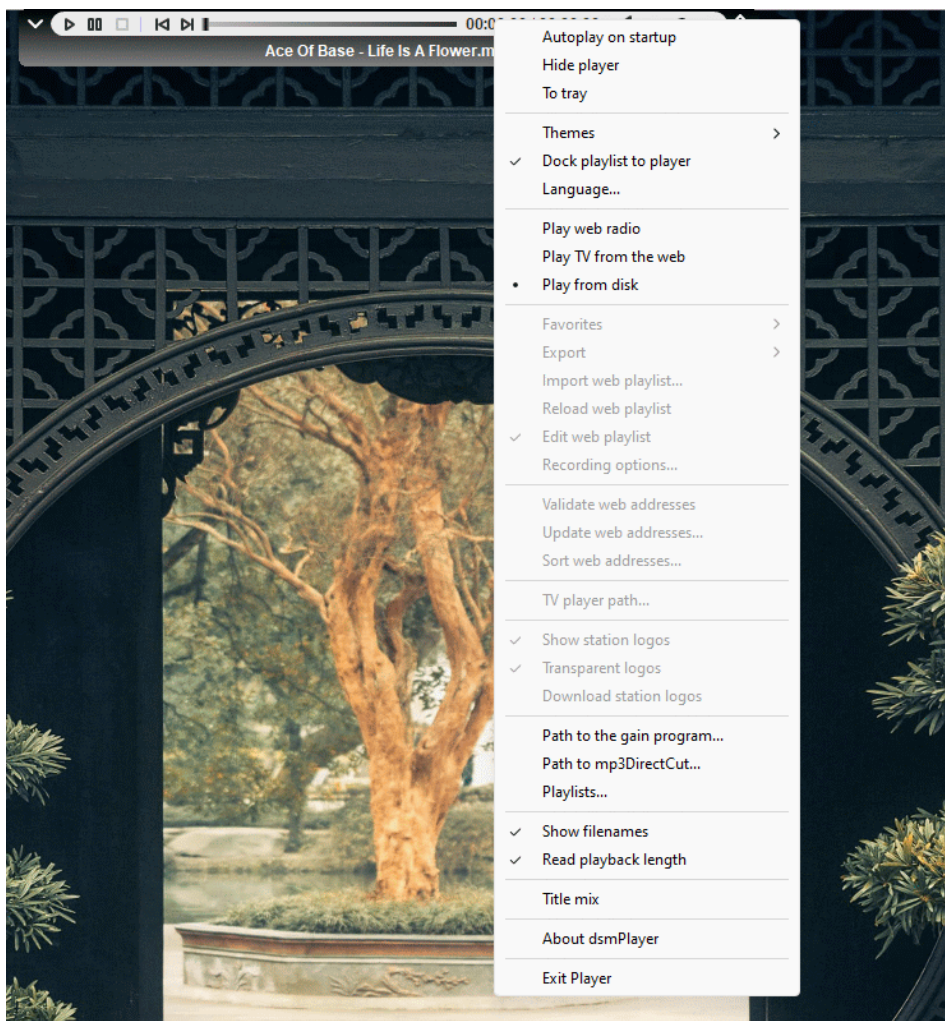 Ace Of Base - Life Is A Flower.m
Autoplay on startup
Hide player
To tray
Themes
Dock playlist to player
Language...
Play web radio
Play TV from the web
Play from disk
Favorites
Export
Import web playlist...
Reload web playlist
Edit web playlist
Recording options...
Validate web addresses
Update web addresses...
Sort web addresses...
TV player path...
Show station logos
Transparent logos
Download station logos
Path to the gain program...
Path to mp3DirectCut...
Playlists...
Show filenames
Read playback length
Title mix
About dsmPlayer
Exit Player